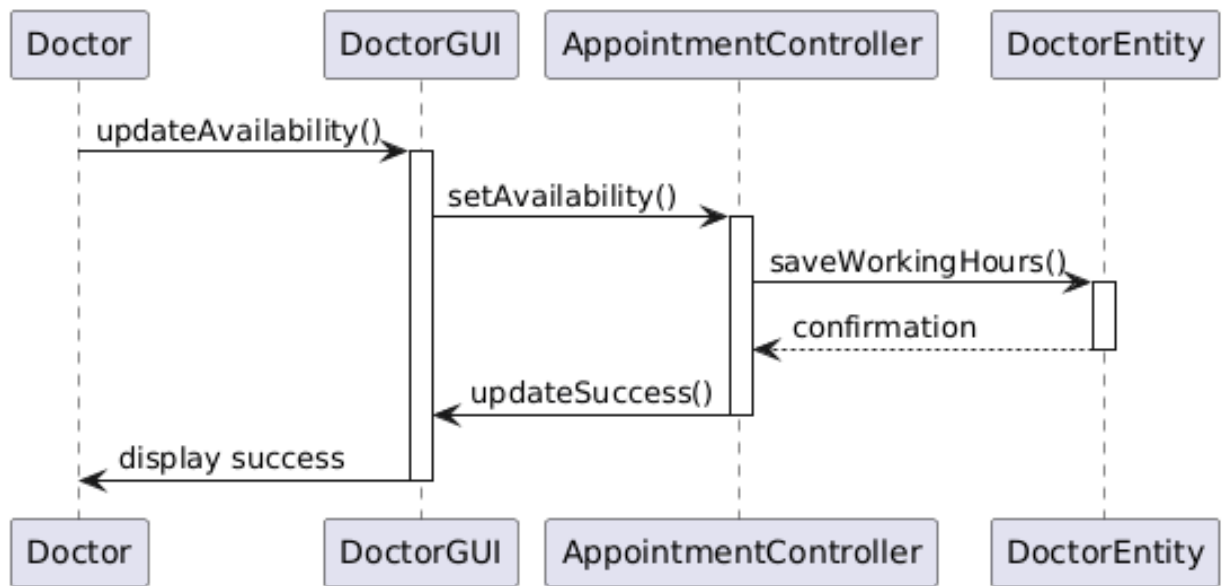 Doctor
DoctorGUI
AppointmentController
DoctorEntity
updateAvailability()
setAvailability()
saveWorkingHours()
confirmation
updateSuccess()
display success
Doctor
DoctorGUI
AppointmentController
DoctorEntity